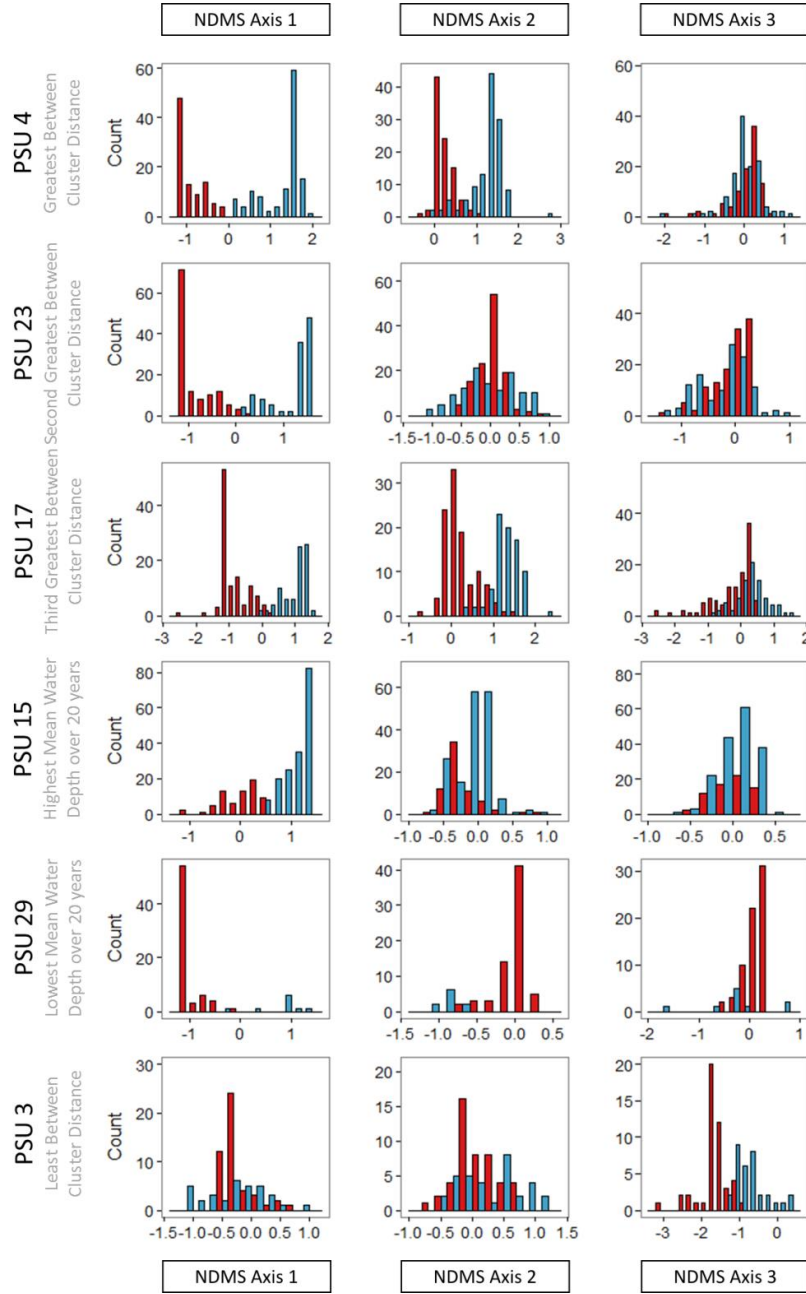 NDMS Axis 1 NDMS Axis 2 NDMS Axis 3
PSU 4
Greatest Between
Cluster Distance
Count
60
40
20
0
-1 0 1 2
40
30
20
10
0
0 1 2 3
60
40
20
0
-2 -1 0 1
PSU 23
Second Greatest Between
Cluster Distance
Count
60
40
20
0
-1 0 1
60
40
20
0
-1.5 -1.0 -0.5 0.0 0.5 1.0
60
40
20
0
-1 0 1
PSU 17
Third Greatest Between
Cluster Distance
Count
40
20
0
-3 -2 -1 0 1 2
30
20
10
0
-1 0 1 2
40
20
0
-3 -2 -1 0 1 2
PSU 15
Highest Mean Water
Depth over 20 years
Count
80
60
40
20
0
-1 0 1
60
40
20
0
-1.0 -0.5 0.0 0.5 1.0
80
60
40
20
0
-1.0 -0.5 0.0 0.5
PSU 29
Lowest Mean Water
Depth over 20 years
Count
40
20
0
-1 0 1
40
30
20
10
0
-1.5 -1.0 -0.5 0.0 0.5
30
20
10
0
-2 -1 0 1
PSU 3
Least Between
Cluster Distance
Count
30
20
10
0
-1.5 -1.0 -0.5 0.0 0.5 1.0
20
15
10
5
0
-1.0 -0.5 0.0 0.5 1.0 1.5
20
15
10
5
0
-3 -2 -1 0
NDMS Axis 1 NDMS Axis 2 NDMS Axis 3